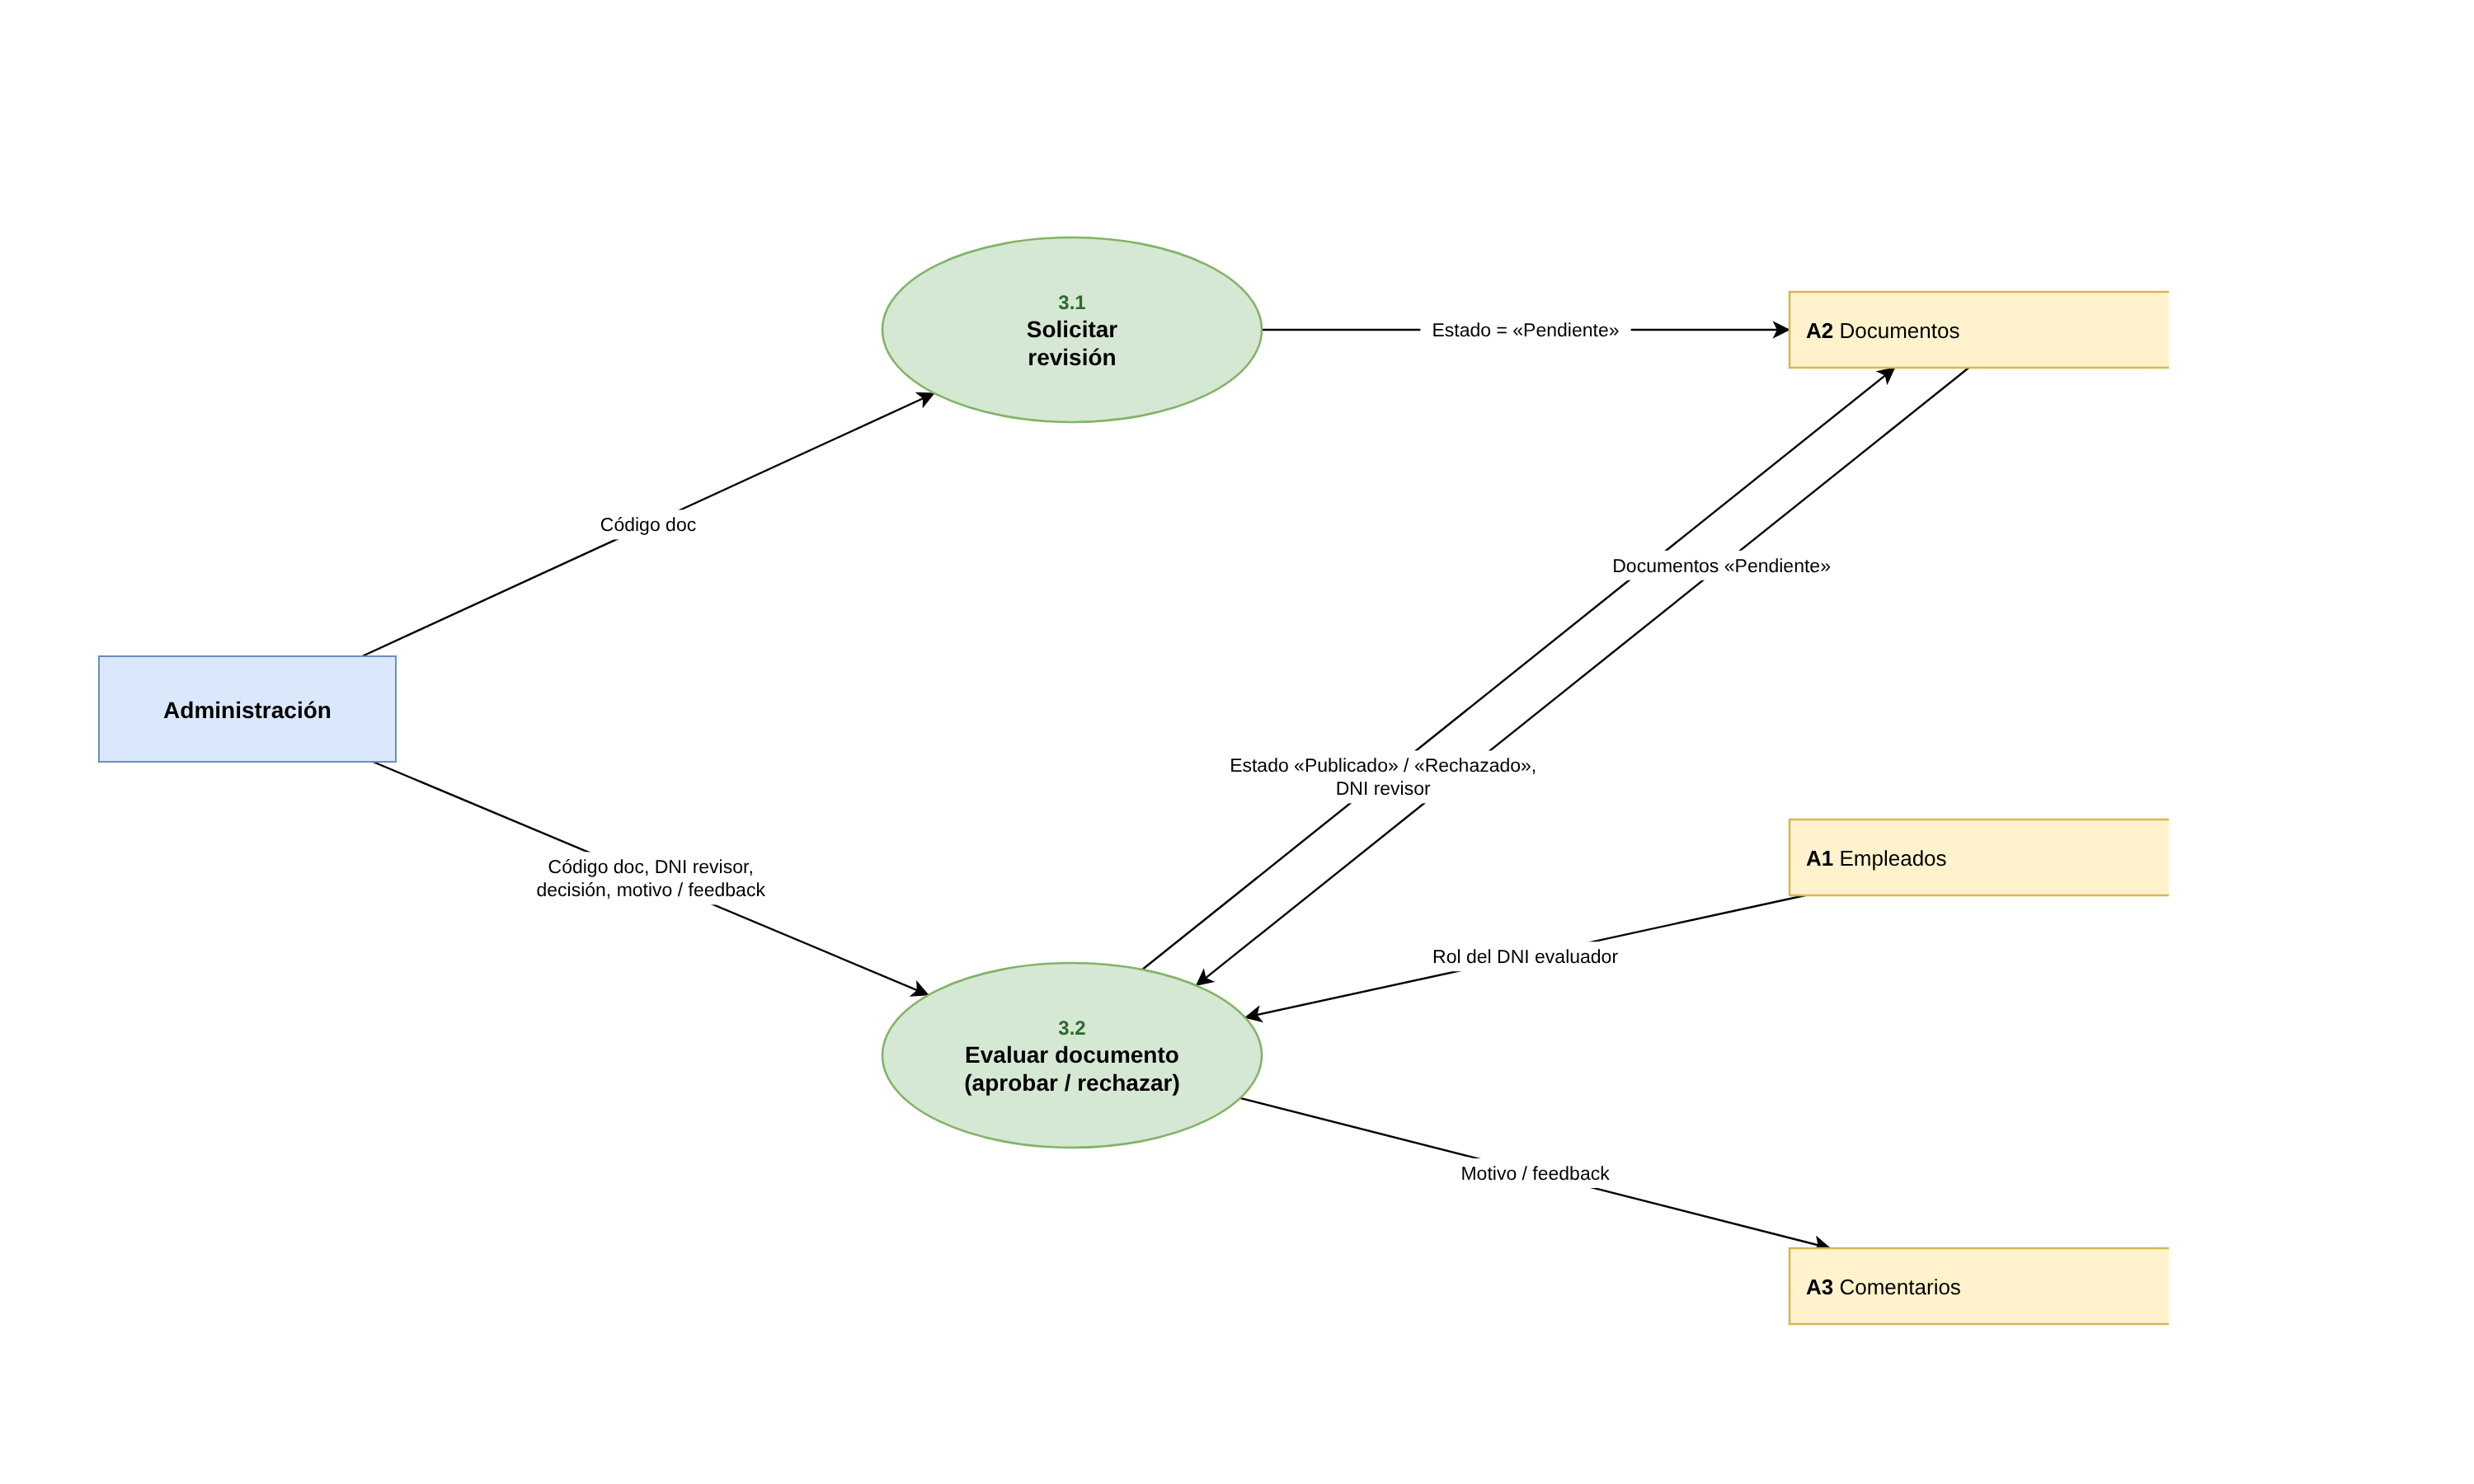 3.1
Solicitar
revisión
Estado = «Pendiente»
A2 Documentos
Código doc
Documentos «Pendiente»
Administración
Estado «Publicado» / «Rechazado»,
DNI revisor
Código doc, DNI revisor,
decisión, motivo / feedback
A1 Empleados
Rol del DNI evaluador
3.2
Evaluar documento
(aprobar / rechazar)
Motivo / feedback
A3 Comentarios